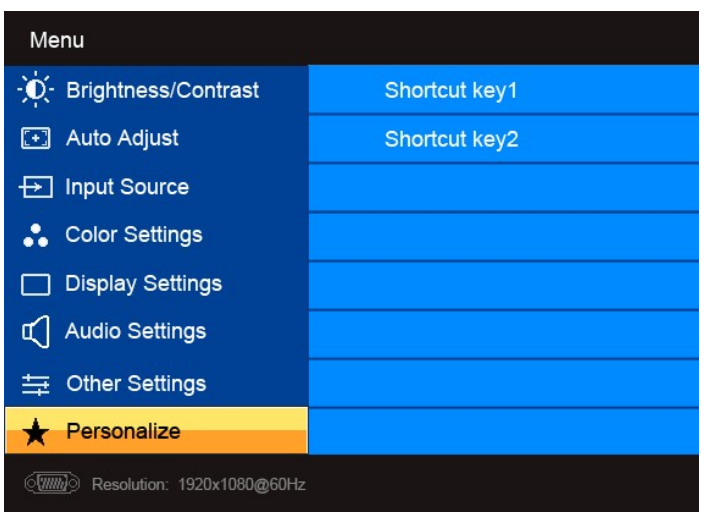 Menu
Brightness/Contrast
Shortcut key1
Auto Adjust
Shortcut key2
Input Source
Color Settings
Display Settings
Audio Settings
Other Settings
Personalize
Resolution: 1920x1080@60Hz